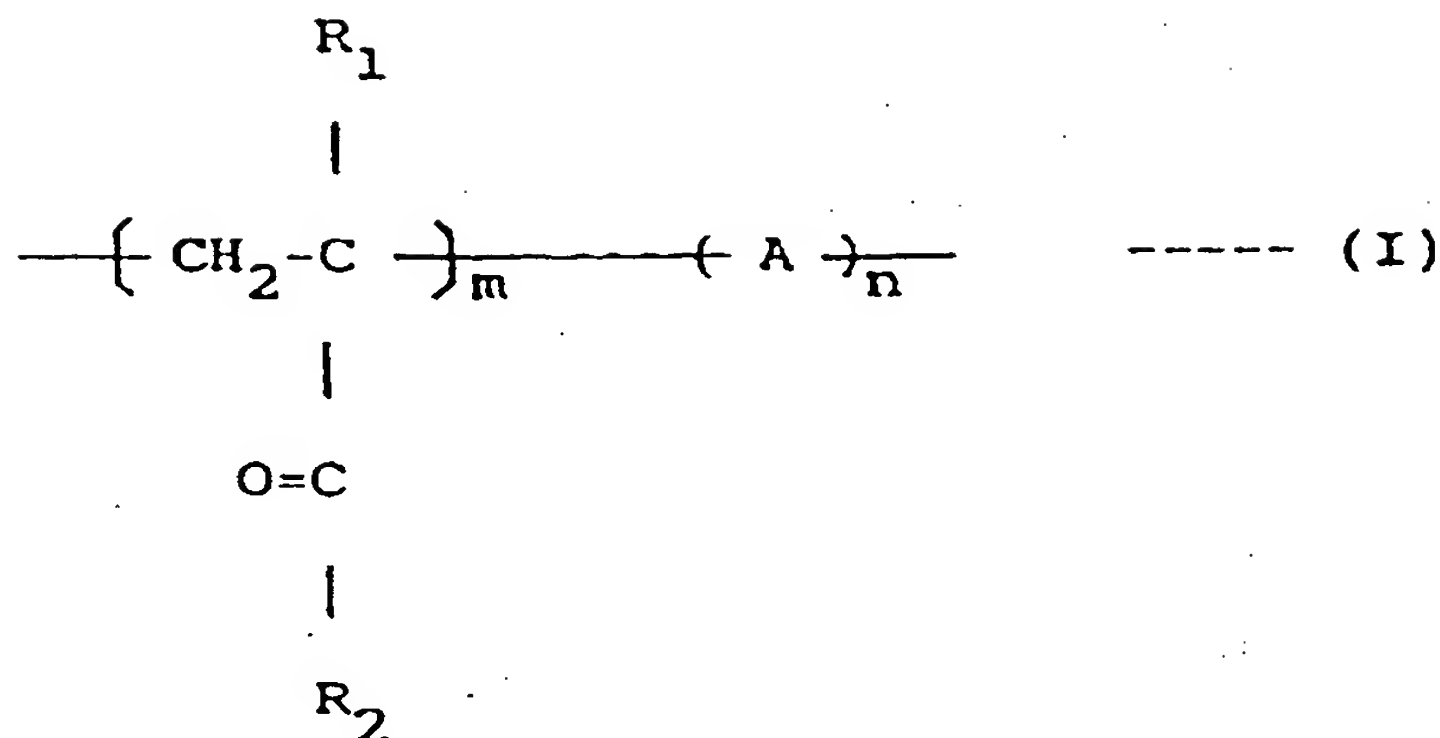 R1
|
-( CH2-C )m-( A )n- ----- (I)
|
O=C
|
R2